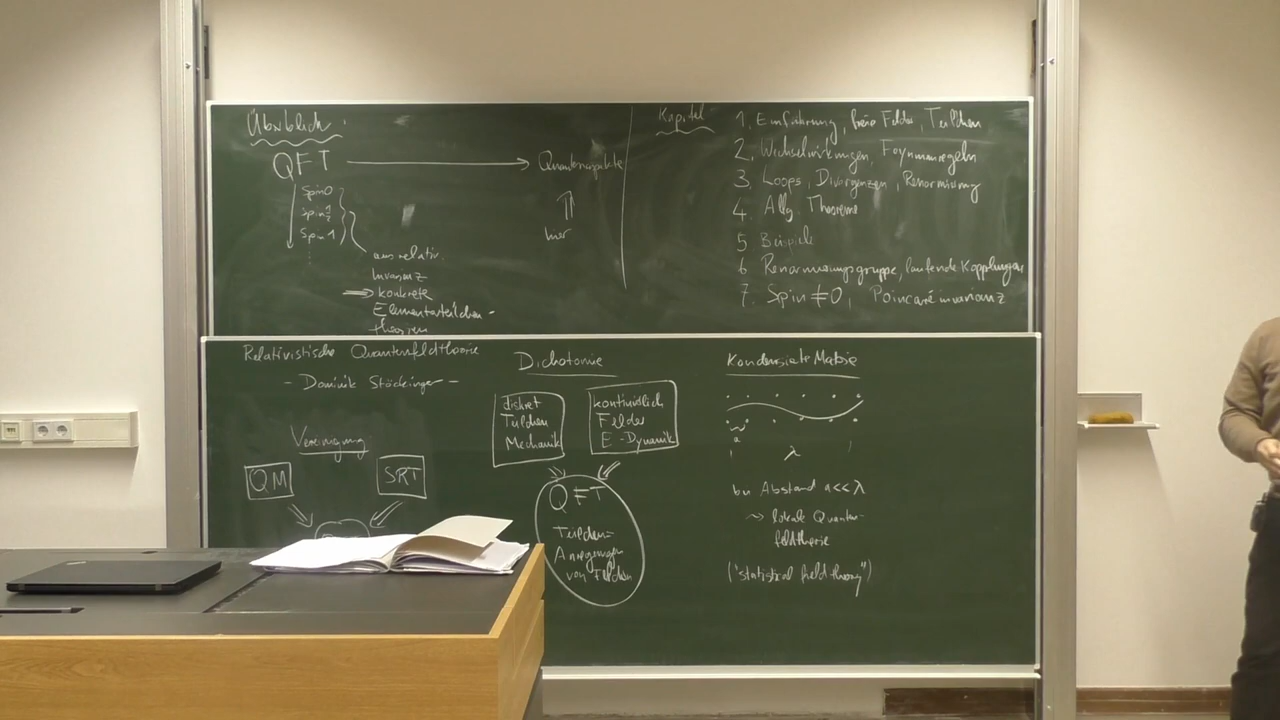 Überblick
QFT → Quantenaspekte
Spin 0
Spin ½
Spin 1
⋮
⇑
hier
aus relativ.
Invarianz
⇒ konkrete
Elementarteilchen-
theorien
Kapitel
1. Einführung, freie Felder, Teilchen
2. Wechselwirkungen, Feynmanregeln
3. Loops, Divergenzen, Renormierung
4. Allg. Theoreme
5 Beispiele
6 Renormierungsgruppe, laufende Kopplungen
7. Spin ≠ 0, Poincaréinvarianz
Relativistische Quantenfeldtheorie
- Dominik Stöckinger -
Vereinigung
QM
SRT
Dichotomie
diskret
Teilchen
Mechanik
kontinuierlich
Felder
E-Dynamik
QFT
Teilchen=
Anregungen
von Feldern
Kondensierte Materie
a
λ
bei Abstand a << λ
⇝ lokale Quanten-
feldtheorie
("statistical field theory")